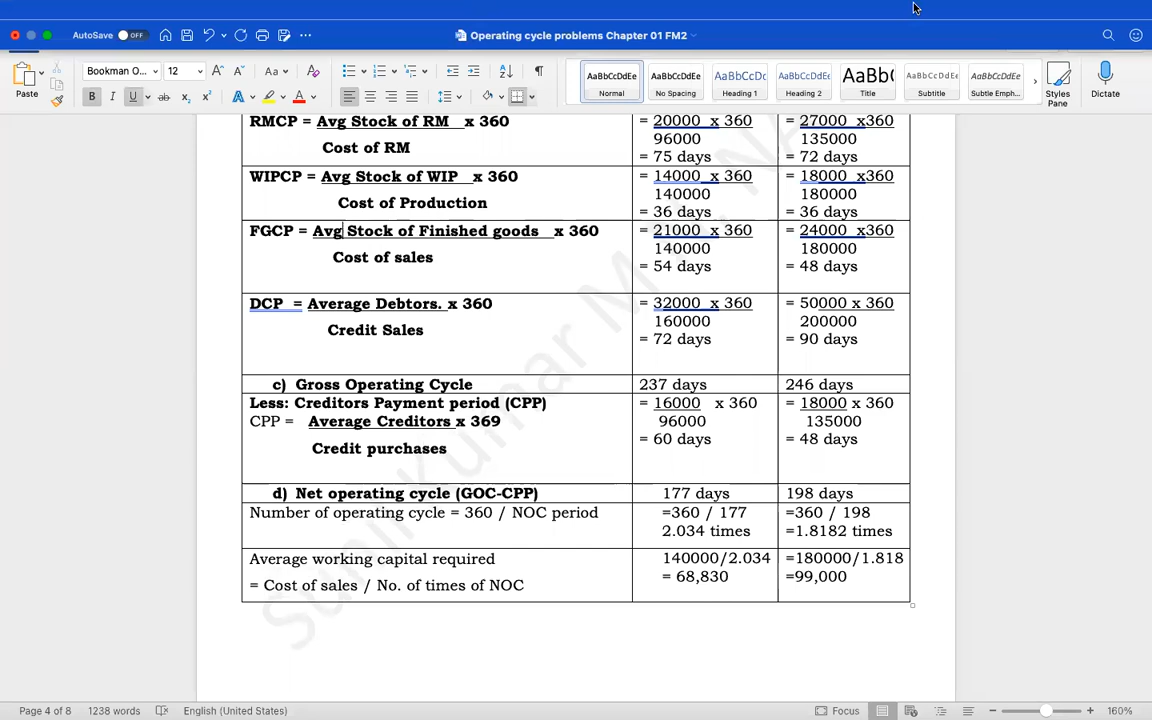 AutoSave OFF
Operating cycle problems Chapter 01 FM2
Paste
Bookman O...
12
Aa
AaBbCcDdEe
Normal
AaBbCcDdEe
No Spacing
AaBbCcDc
Heading 1
AaBbCcDdEe
Heading 2
AaBb(
Title
AaBbCcDdEe
Subtitle
AaBbCcDdEe
Subtle Emph...
Styles
Pane
Dictate
RMCP = Avg Stock of RM x 360
Cost of RM
= 20000 x 360
96000
= 75 days
= 27000 x360
135000
= 72 days
WIPCP = Avg Stock of WIP x 360
Cost of Production
= 14000 x 360
140000
= 36 days
= 18000 x360
180000
= 36 days
FGCP = Avg Stock of Finished goods x 360
Cost of sales
= 21000 x 360
140000
= 54 days
= 24000 x360
180000
= 48 days
DCP = Average Debtors. x 360
Credit Sales
= 32000 x 360
160000
= 72 days
= 50000 x 360
200000
= 90 days
c) Gross Operating Cycle
237 days
246 days
Less: Creditors Payment period (CPP)
CPP = Average Creditors x 369
Credit purchases
= 16000 x 360
96000
= 60 days
= 18000 x 360
135000
= 48 days
d) Net operating cycle (GOC-CPP)
177 days
198 days
Number of operating cycle = 360 / NOC period
=360 / 177
2.034 times
=360 / 198
=1.8182 times
Average working capital required
= Cost of sales / No. of times of NOC
140000/2.034
= 68,830
=180000/1.818
=99,000
Page 4 of 8
1238 words
English (United States)
Focus
160%